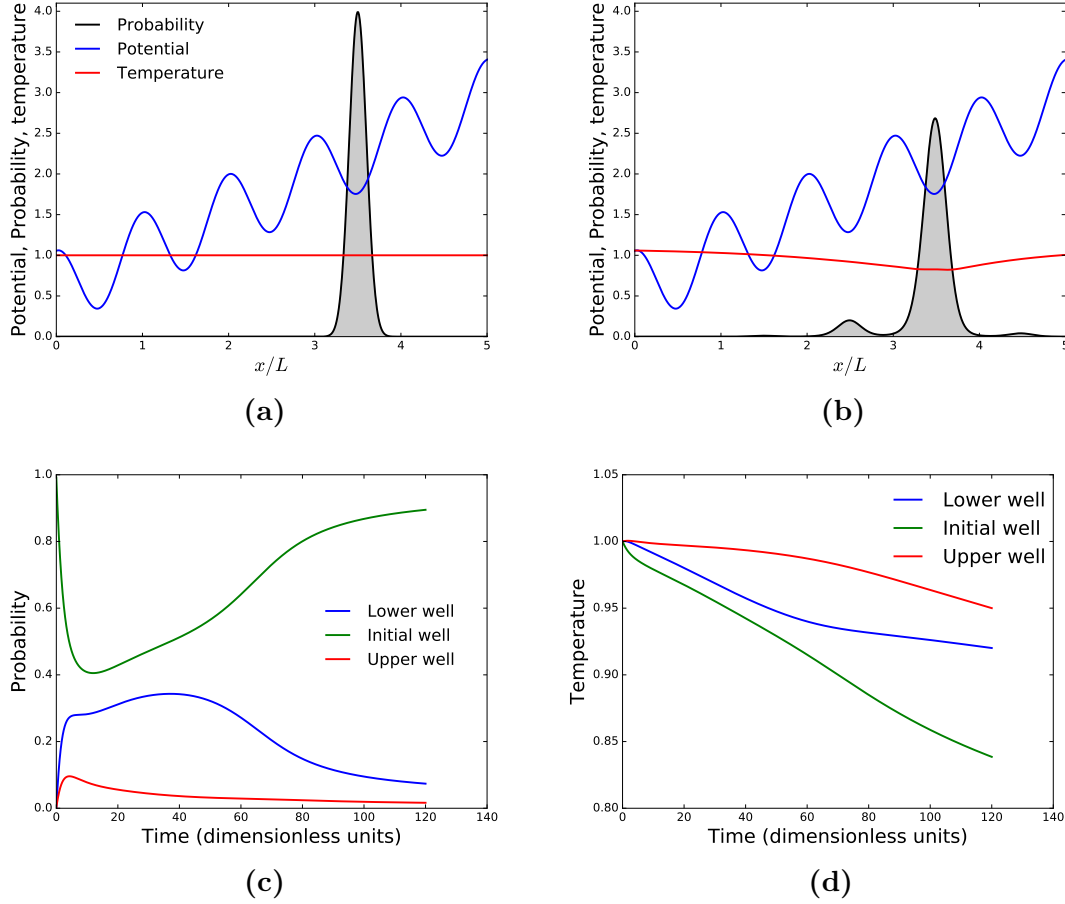 Potential, Probability, temperature
4.0
3.5
3.0
2.5
2.0
1.5
1.0
0.5
0.0
0 1 2 3 4 5
x/L
Probability
Potential
Temperature
(a)
Potential, Probability, temperature
4.0
3.5
3.0
2.5
2.0
1.5
1.0
0.5
0.0
0 1 2 3 4 5
x/L
(b)
Probability
1.0
0.8
0.6
0.4
0.2
0.0
0 20 40 60 80 100 120 140
Time (dimensionless units)
Lower well
Initial well
Upper well
(c)
Temperature
1.05
1.00
0.95
0.90
0.85
0.80
0 20 40 60 80 100 120 140
Time (dimensionless units)
Lower well
Initial well
Upper well
(d)